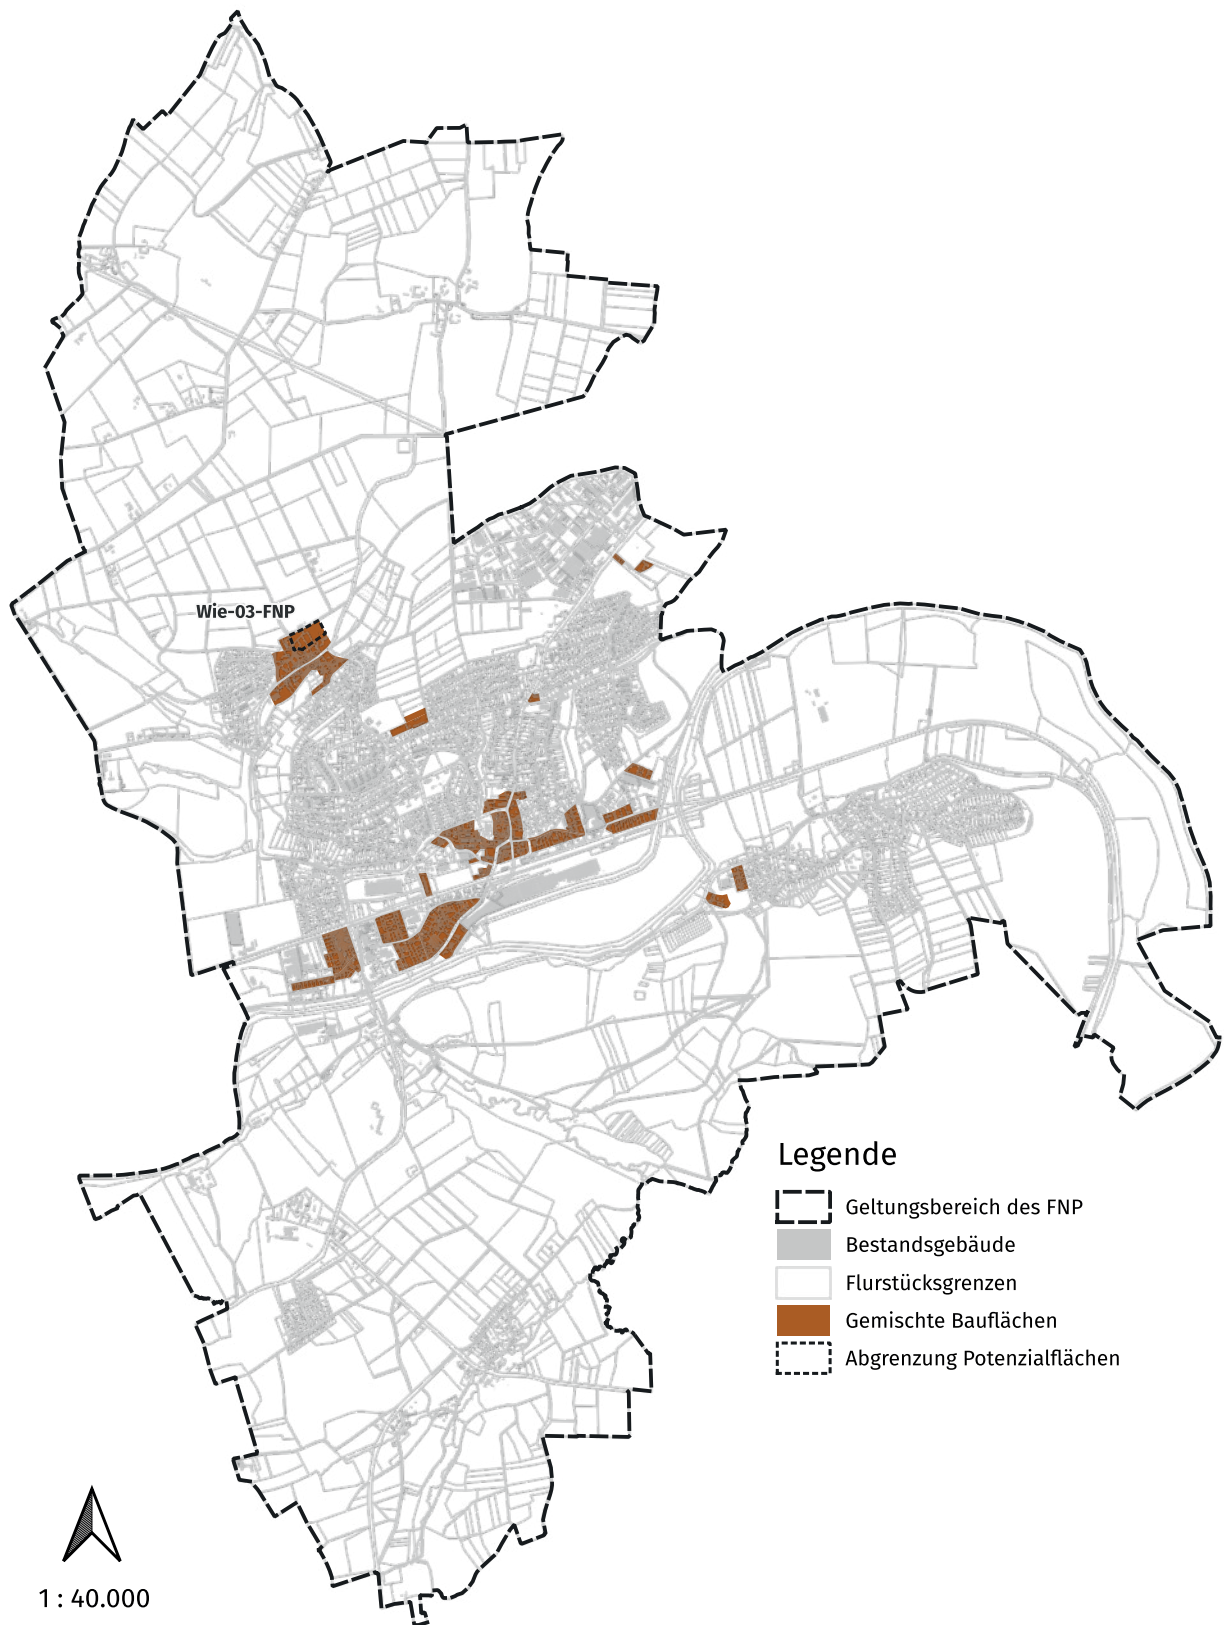 Wie-03-FNP
Legende
Geltungsbereich des FNP
Bestandsgebäude
Flurstücksgrenzen
Gemischte Bauflächen
Abgrenzung Potenzialflächen
1 : 40.000